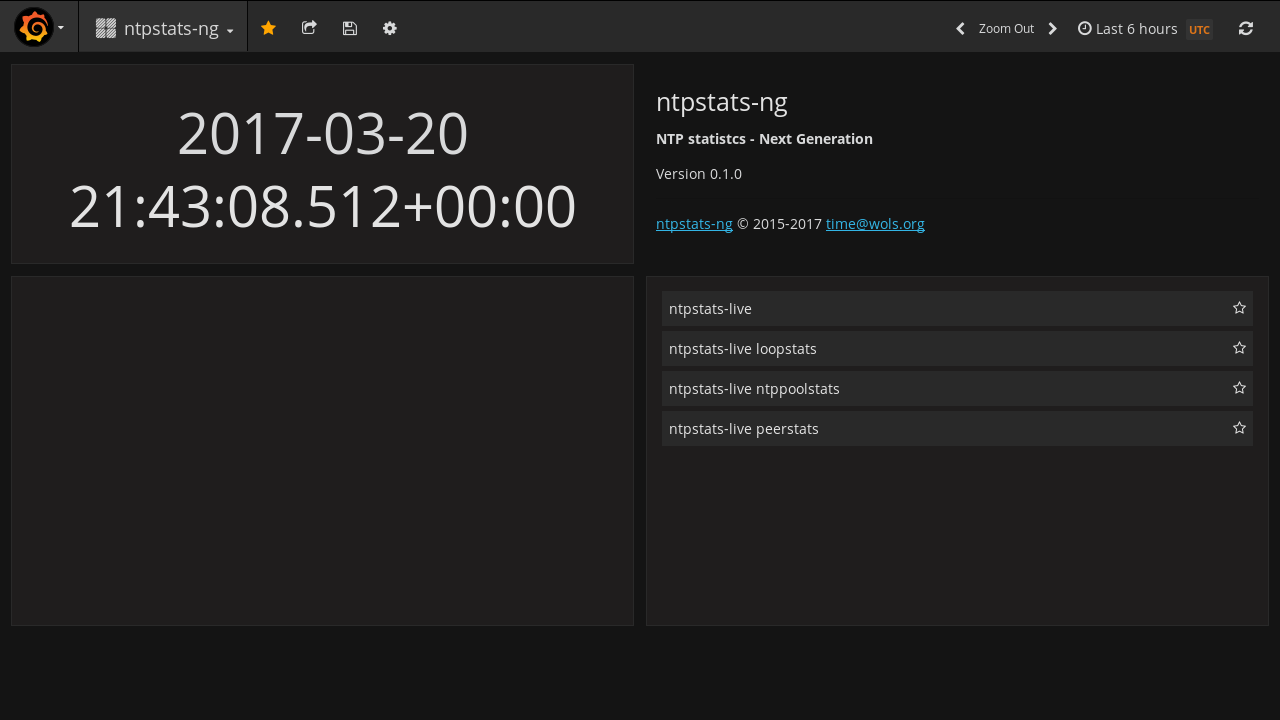 ntpstats-ng
Zoom Out
Last 6 hours UTC
2017-03-20
21:43:08.512+00:00
ntpstats-ng
NTP statistcs - Next Generation
Version 0.1.0
ntpstats-ng © 2015-2017 time@wols.org
ntpstats-live
ntpstats-live loopstats
ntpstats-live ntppoolstats
ntpstats-live peerstats